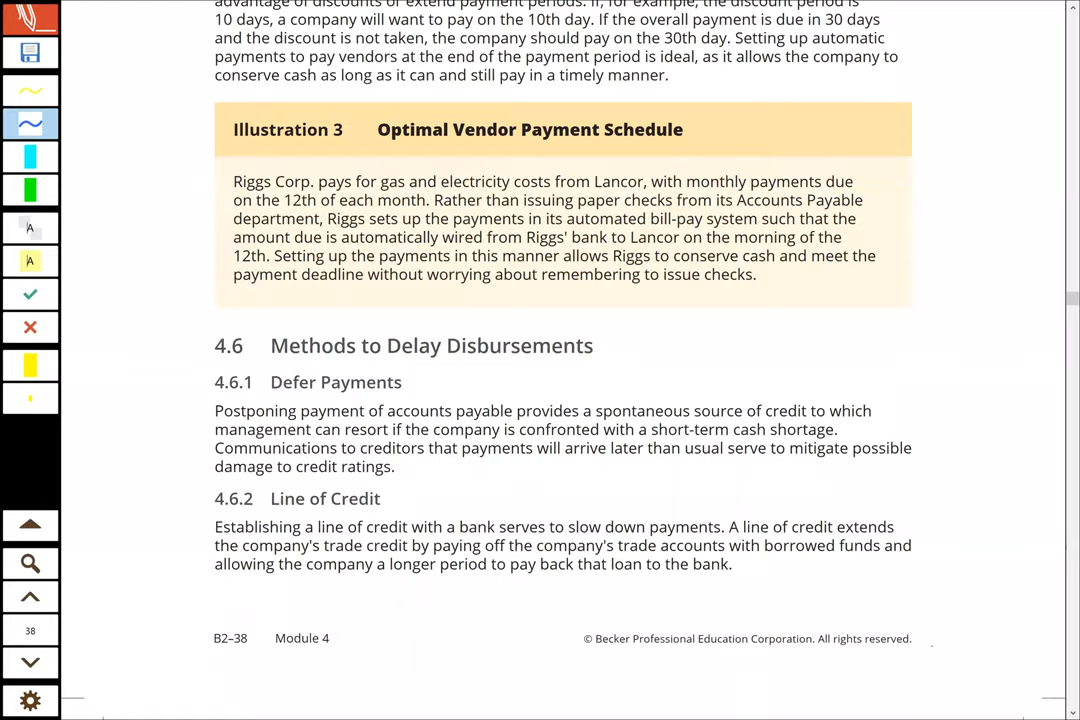 advantage of discounts or extend payment periods. If, for example, the discount period is
10 days, a company will want to pay on the 10th day. If the overall payment is due in 30 days
and the discount is not taken, the company should pay on the 30th day. Setting up automatic
payments to pay vendors at the end of the payment period is ideal, as it allows the company to
conserve cash as long as it can and still pay in a timely manner.
Illustration 3 Optimal Vendor Payment Schedule
Riggs Corp. pays for gas and electricity costs from Lancor, with monthly payments due
on the 12th of each month. Rather than issuing paper checks from its Accounts Payable
department, Riggs sets up the payments in its automated bill-pay system such that the
amount due is automatically wired from Riggs' bank to Lancor on the morning of the
12th. Setting up the payments in this manner allows Riggs to conserve cash and meet the
payment deadline without worrying about remembering to issue checks.
4.6 Methods to Delay Disbursements
4.6.1 Defer Payments
Postponing payment of accounts payable provides a spontaneous source of credit to which
management can resort if the company is confronted with a short-term cash shortage.
Communications to creditors that payments will arrive later than usual serve to mitigate possible
damage to credit ratings.
4.6.2 Line of Credit
Establishing a line of credit with a bank serves to slow down payments. A line of credit extends
the company's trade credit by paying off the company's trade accounts with borrowed funds and
allowing the company a longer period to pay back that loan to the bank.
B2–38 Module 4 © Becker Professional Education Corporation. All rights reserved.
A
A
38